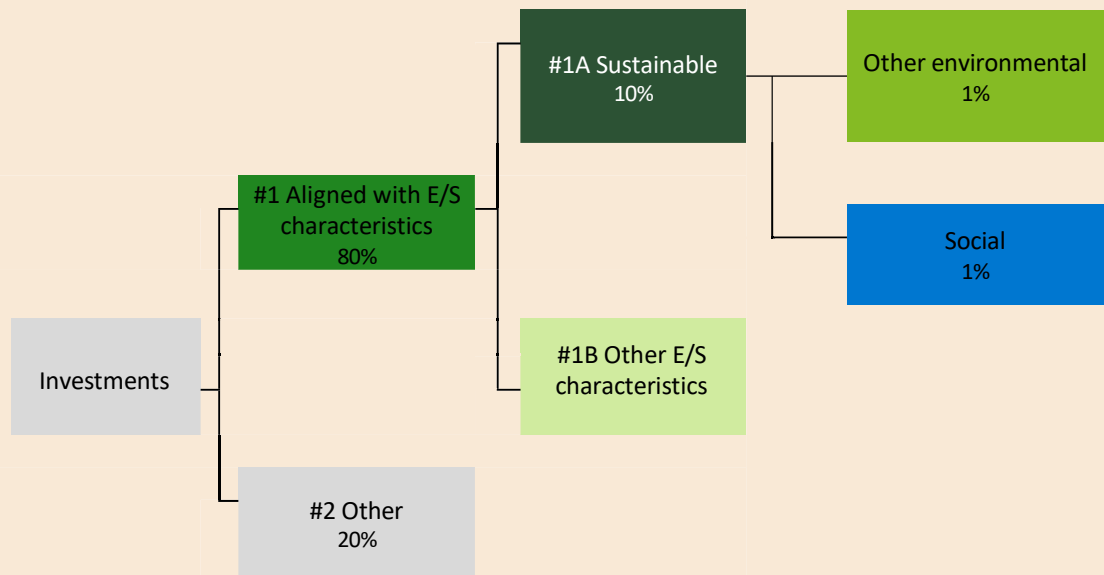 #1A Sustainable
10%
Other environmental
1%
#1 Aligned with E/S
characteristics
80%
Social
1%
Investments
#1B Other E/S
characteristics
#2 Other
20%